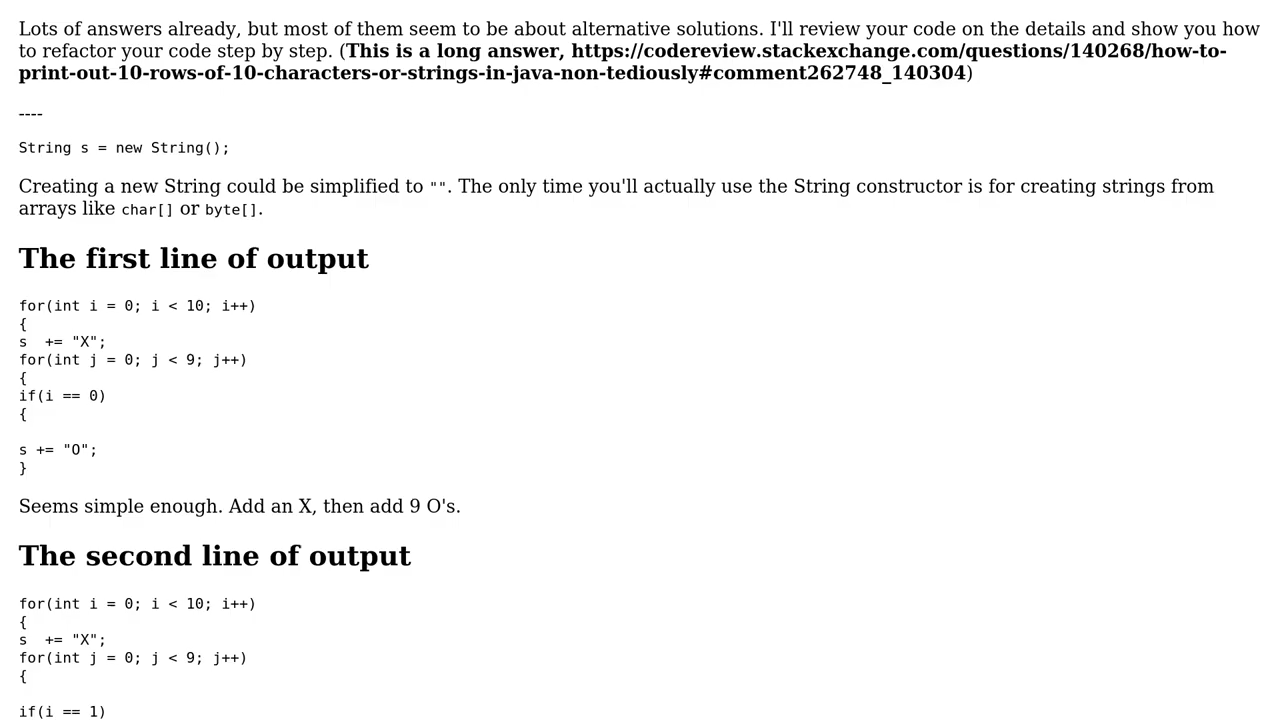 Lots of answers already, but most of them seem to be about alternative solutions. I'll review your code on the details and show you how
to refactor your code step by step. (This is a long answer, https://codereview.stackexchange.com/questions/140268/how-to-
print-out-10-rows-of-10-characters-or-strings-in-java-non-tediously#comment262748_140304)
----
String s = new String();
Creating a new String could be simplified to "". The only time you'll actually use the String constructor is for creating strings from
arrays like char[] or byte[].
The first line of output
for(int i = 0; i < 10; i++)
{
s  += "X";
for(int j = 0; j < 9; j++)
{
if(i == 0)
{
s += "O";
}
Seems simple enough. Add an X, then add 9 O's.
The second line of output
for(int i = 0; i < 10; i++)
{
s  += "X";
for(int j = 0; j < 9; j++)
{
if(i == 1)